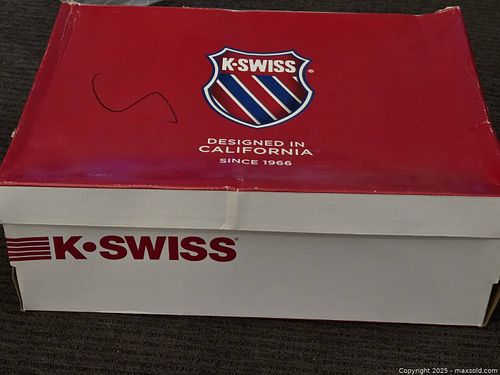 K•SWISS®
DESIGNED IN
CALIFORNIA
SINCE 1966
K•SWISS®
Copyright 2025 - maxsold.com